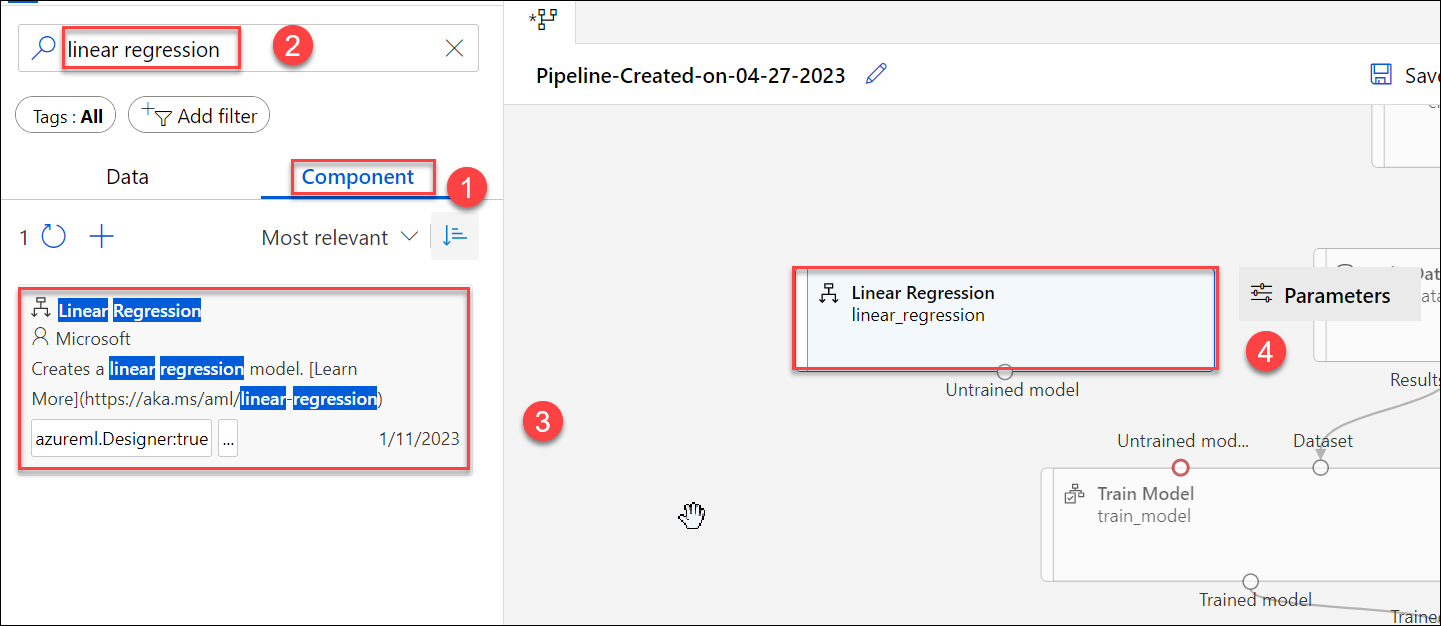 linear regression
2
Tags : All
Add filter
Data
Component
1
1
Most relevant
Linear Regression
Microsoft
Creates a linear regression model. [Learn
More](https://aka.ms/aml/linear-regression)
azureml.Designer:true
...
1/11/2023
3
Pipeline-Created-on-04-27-2023
Save
Linear Regression
linear_regression
Untrained model
Parameters
4
Results
Untrained mod...
Dataset
Train Model
train_model
Trained model
Traine